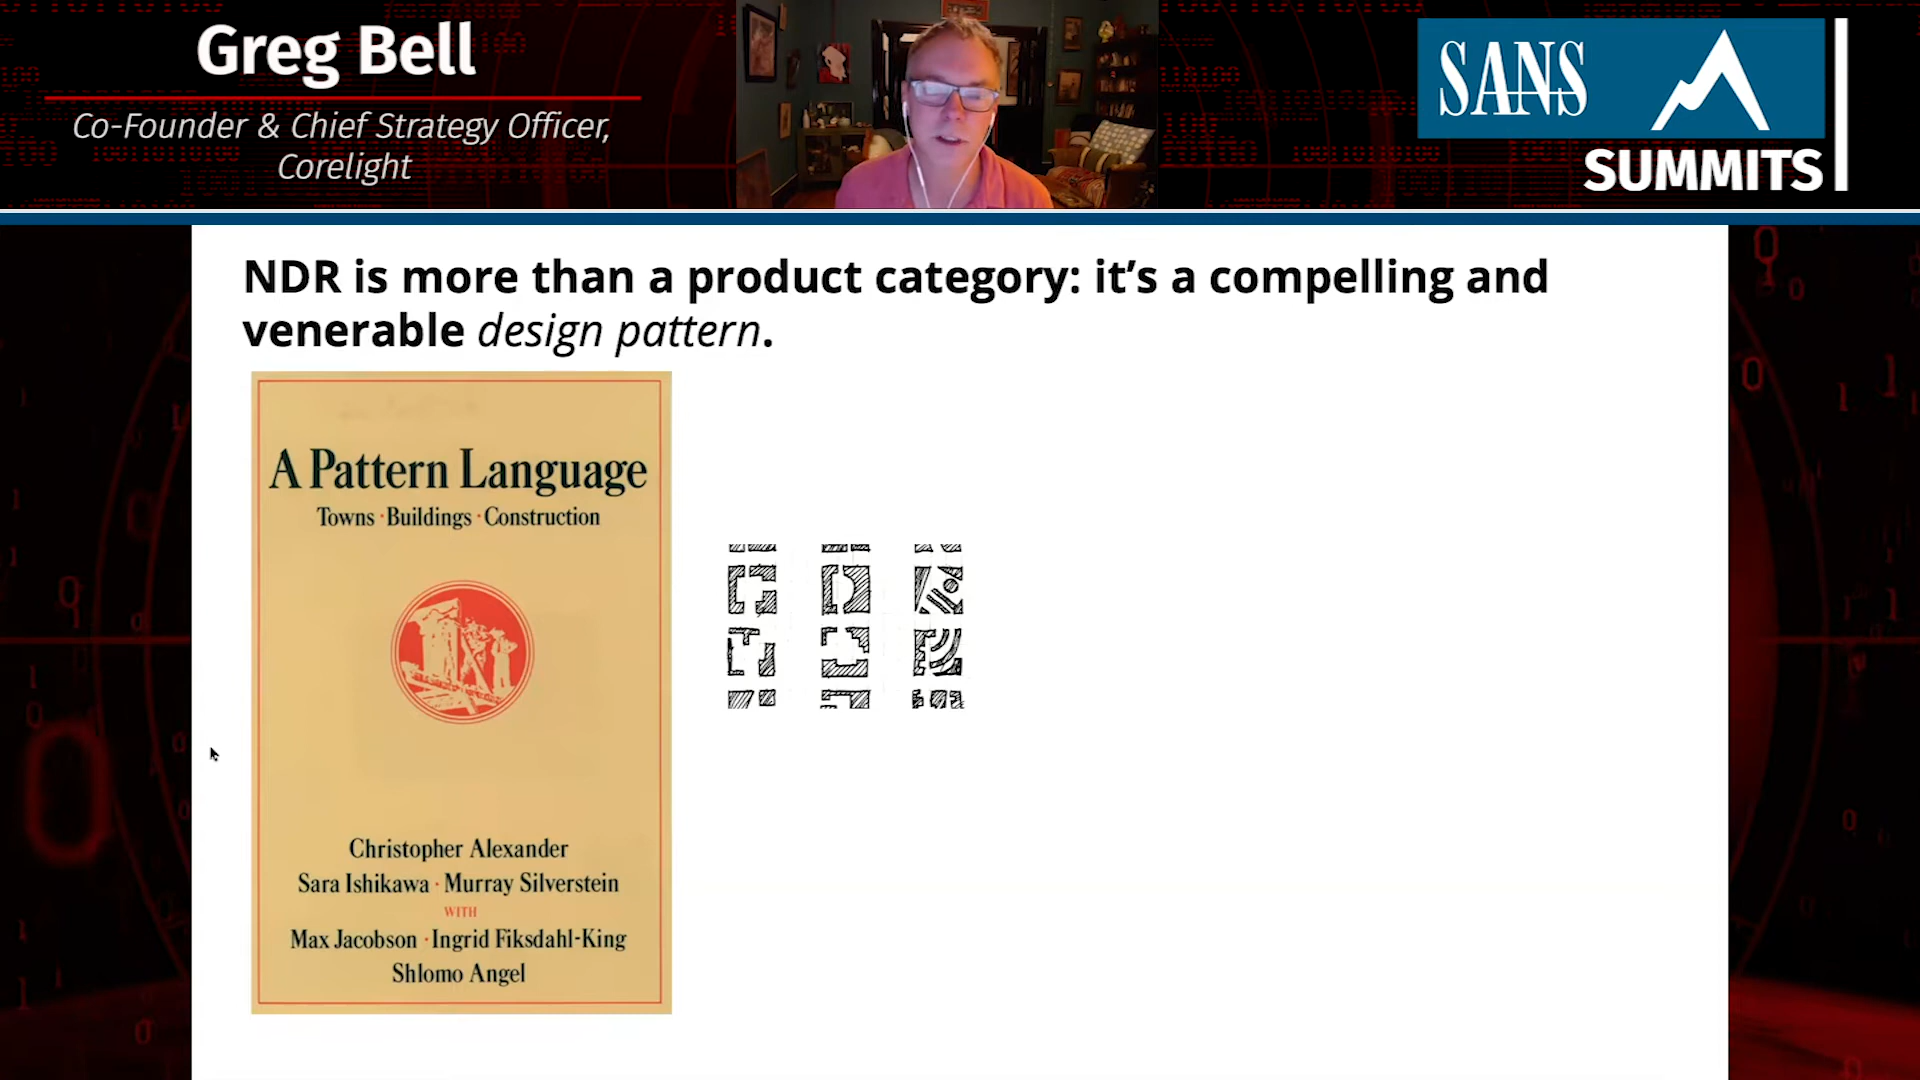 Greg Bell
Co-Founder & Chief Strategy Officer,
Corelight
SANS
SUMMITS
NDR is more than a product category: it’s a compelling and
venerable design pattern.
A Pattern Language
Towns · Buildings · Construction
Christopher Alexander
Sara Ishikawa · Murray Silverstein
WITH
Max Jacobson · Ingrid Fiksdahl-King
Shlomo Angel